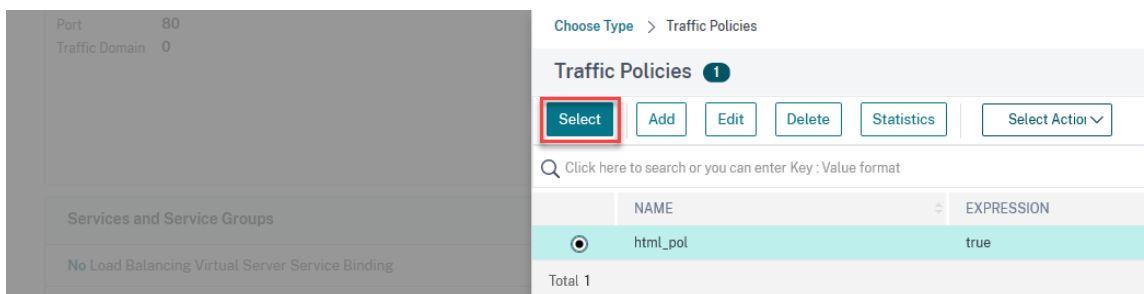 Port 80
Traffic Domain 0
Services and Service Groups
No Load Balancing Virtual Server Service Binding
Choose Type > Traffic Policies
Traffic Policies 1
Select Add Edit Delete Statistics Select Action
Click here to search or you can enter Key : Value format
NAME EXPRESSION
html_pol true
Total 1